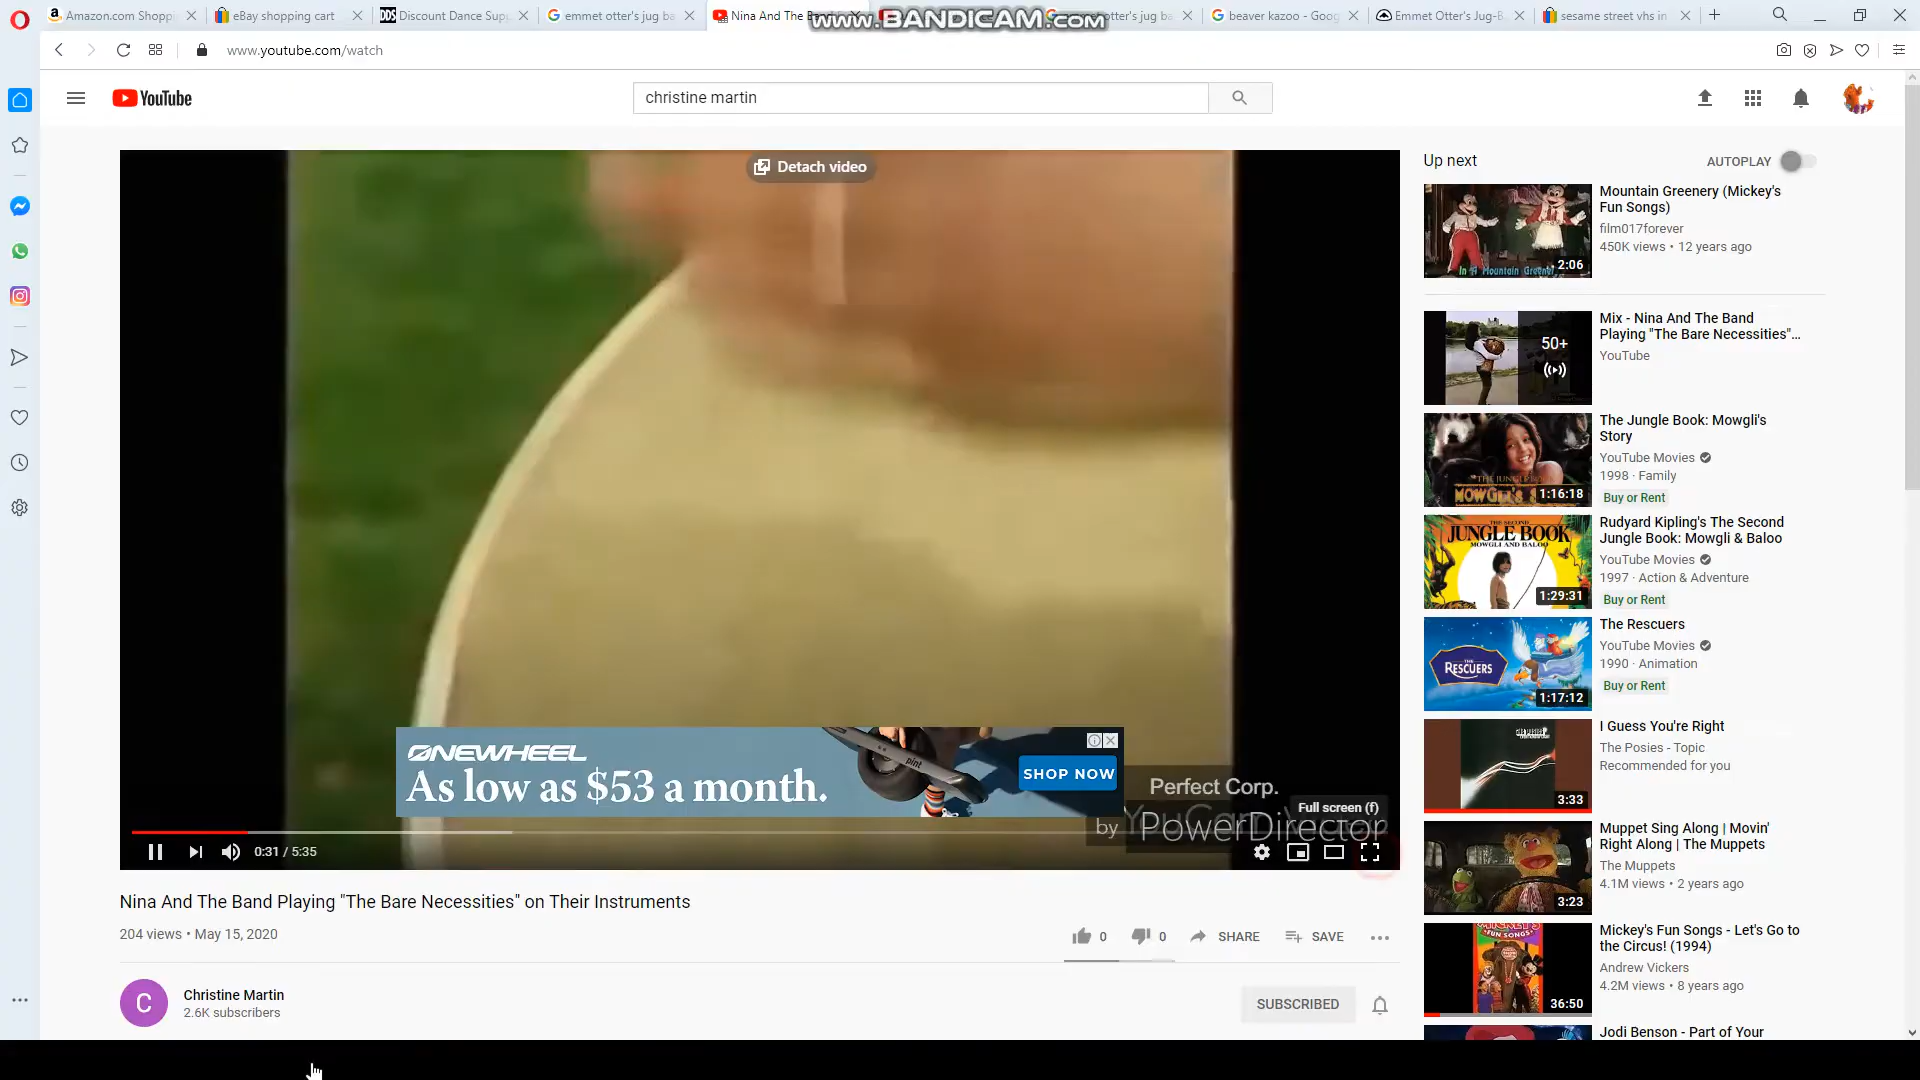 Amazon.com Shoppi
eBay shopping cart
Discount Dance Sup
emmet otter's jug ba
Nina And The B
www.BANDICAM.com
otter's jug ba
beaver kazoo - Goog
Emmet Otter's Jug-B
sesame street vhs in
www.youtube.com/watch
YouTube
christine martin
Detach video
Up next
AUTOPLAY
Mountain Greenery (Mickey's
Fun Songs)
film017forever
450K views • 12 years ago
In A Mountain Greenery
2:06
Mix - Nina And The Band
Playing "The Bare Necessities"...
YouTube
50+
The Jungle Book: Mowgli's
Story
YouTube Movies
1998 · Family
Buy or Rent
1:16:18
Rudyard Kipling's The Second
Jungle Book: Mowgli & Baloo
YouTube Movies
1997 · Action & Adventure
Buy or Rent
JUNGLE BOOK
MOWGLI AND BALOO
1:29:31
The Rescuers
YouTube Movies
1990 · Animation
Buy or Rent
THE RESCUERS
1:17:12
I Guess You're Right
The Posies - Topic
Recommended for you
3:33
Muppet Sing Along | Movin'
Right Along | The Muppets
The Muppets
4.1M views • 2 years ago
3:23
Mickey's Fun Songs - Let's Go to
the Circus! (1994)
Andrew Vickers
4.2M views • 8 years ago
36:50
Jodi Benson - Part of Your
ONEWHEEL
As low as $53 a month.
pint
SHOP NOW
Perfect Corp.
Full screen (f)
by PowerDirector
0:31 / 5:35
Nina And The Band Playing "The Bare Necessities" on Their Instruments
204 views • May 15, 2020
0
0
SHARE
SAVE
C
Christine Martin
2.6K subscribers
SUBSCRIBED